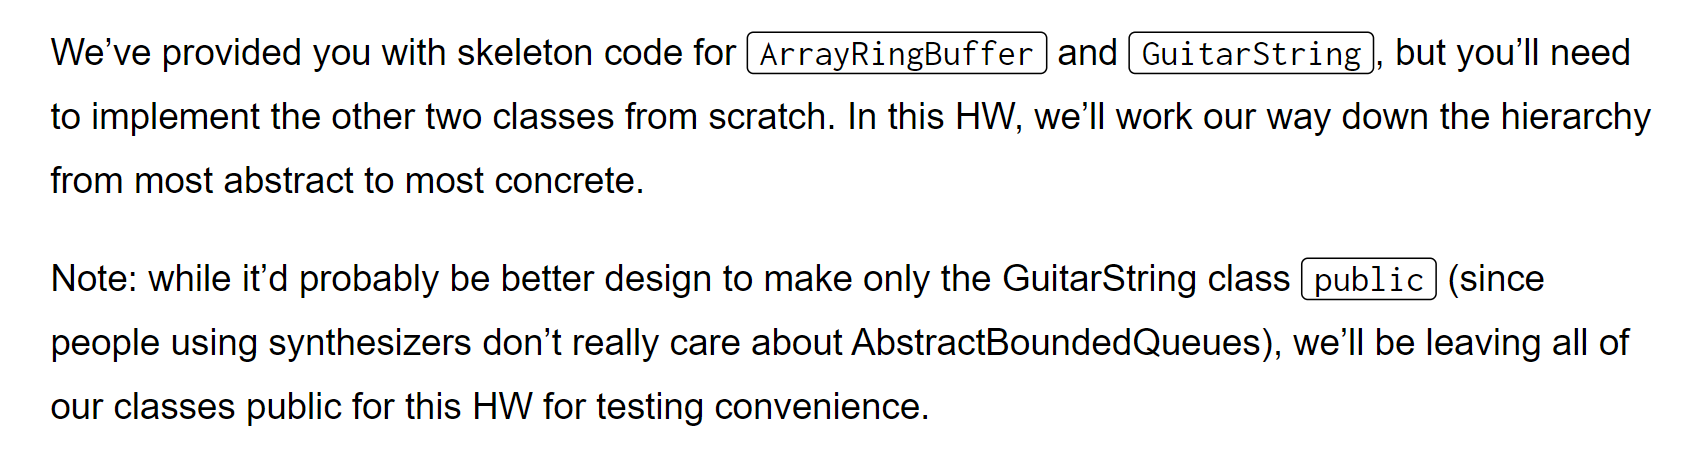 We’ve provided you with skeleton code for ArrayRingBuffer and GuitarString, but you’ll need
to implement the other two classes from scratch. In this HW, we’ll work our way down the hierarchy
from most abstract to most concrete.
Note: while it’d probably be better design to make only the GuitarString class public (since
people using synthesizers don’t really care about AbstractBoundedQueues), we’ll be leaving all of
our classes public for this HW for testing convenience.